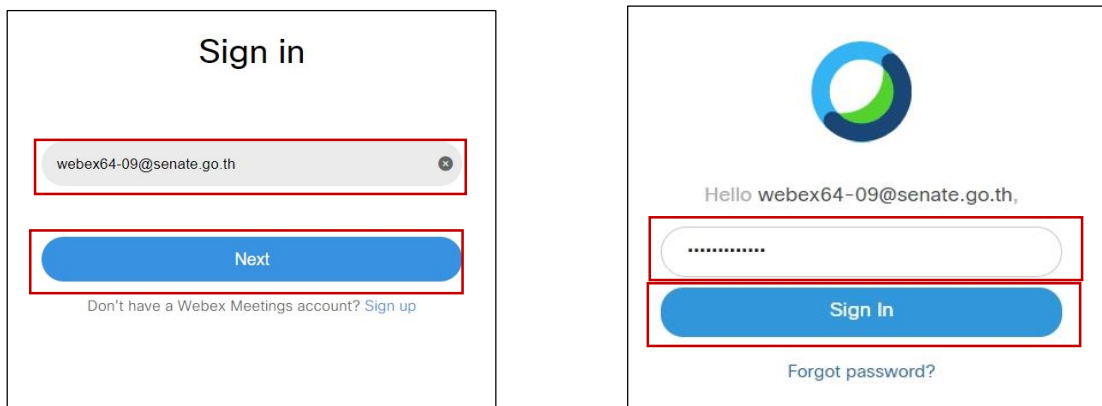 Sign in
webex64-09@senate.go.th
Next
Don't have a Webex Meetings account? Sign up
Hello webex64-09@senate.go.th,
Sign In
Forgot password?